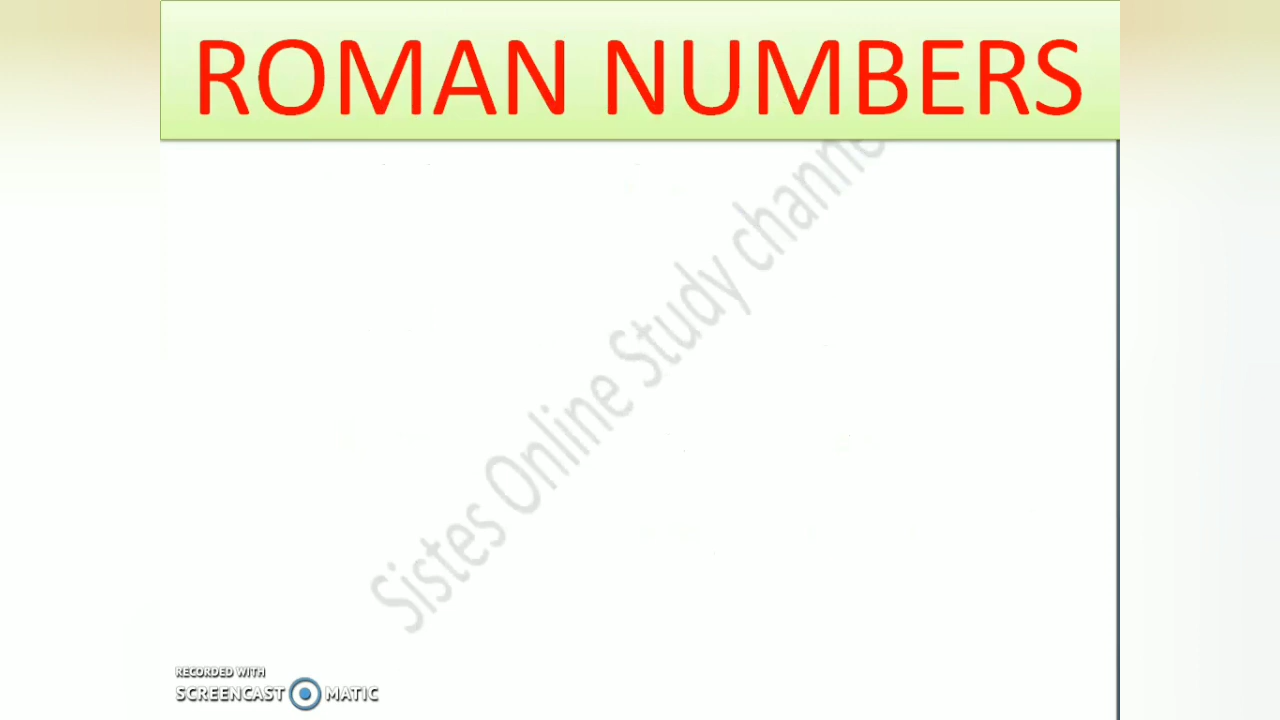 ROMAN NUMBERS
Sistes Online Study channe
RECORDED WITH
SCREENCAST MATIC